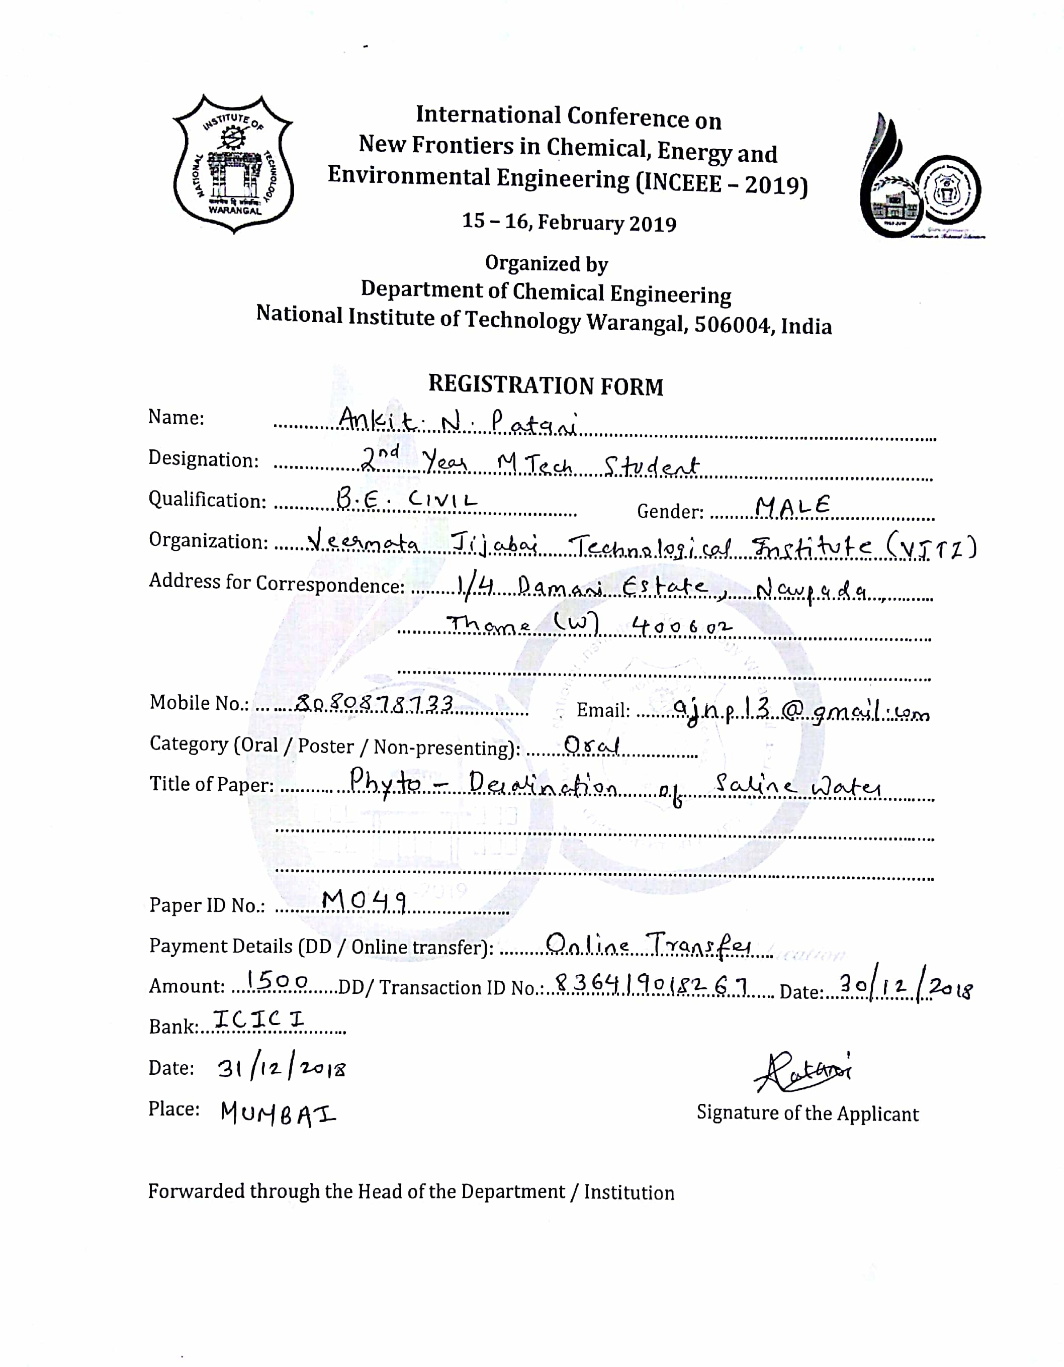 International Conference on
New Frontiers in Chemical, Energy and
Environmental Engineering (INCEEE – 2019)
15 – 16, February 2019
Organized by
Department of Chemical Engineering
National Institute of Technology Warangal, 506004, India
NATIONAL INSTITUTE OF TECHNOLOGY
WARANGAL
REGISTRATION FORM
Name: Ankit. N. Patani
Designation: 2nd Year M.Tech Student
Qualification: B.E. CIVIL Gender: MALE
Organization: Veermata Jijabai Technological Institute (VJTI)
Address for Correspondence: 1/4 Damani Estate, Naupada,
Thane (W) 400602
Mobile No.: 8080878733 Email: ajnp13@gmail.com
Category (Oral / Poster / Non-presenting): Oral
Title of Paper: Phyto – Desalination of Saline Water
Paper ID No.: M049
Payment Details (DD / Online transfer): Online Transfer
Amount: 1500 DD/ Transaction ID No.: 836419018267 Date: 30/12/2018
Bank: ICICI
Date: 31/12/2018
Place: MUMBAI
Patani
Signature of the Applicant
Forwarded through the Head of the Department / Institution